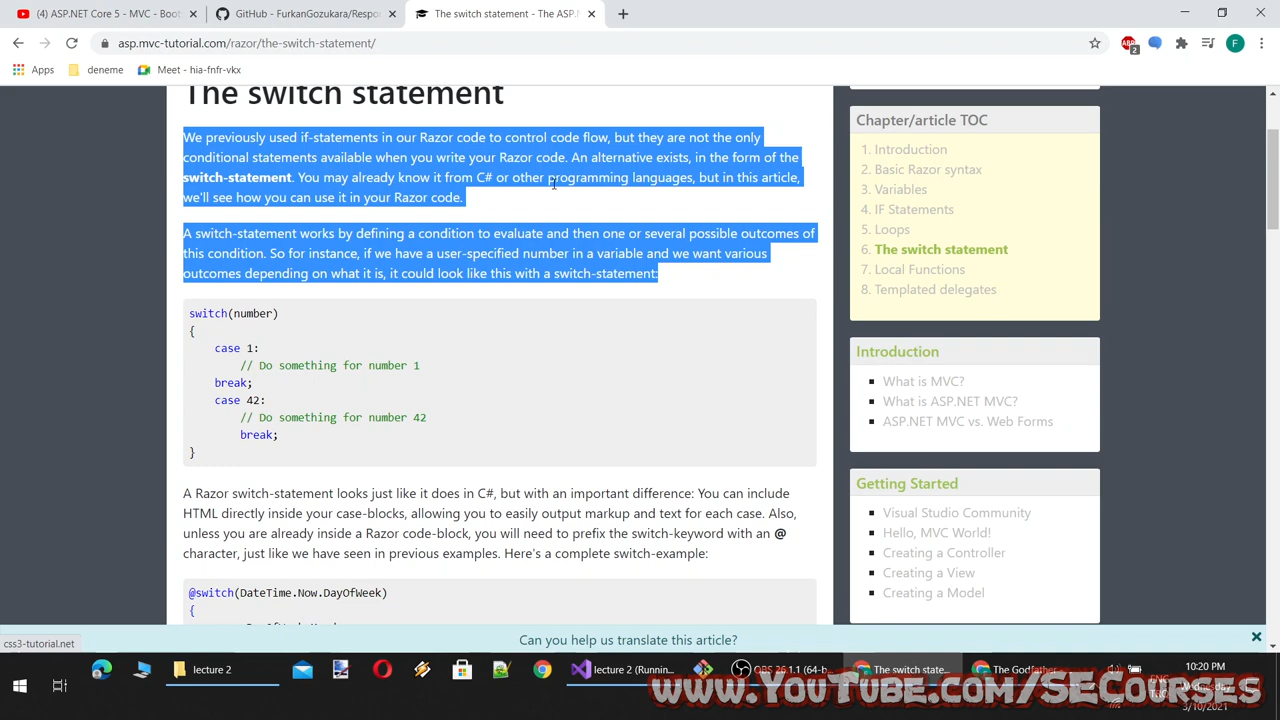 (4) ASP.NET Core 5 - MVC - Boot
GitHub - FurkanGozukara/Respo
The switch statement - The ASP.N
asp.mvc-tutorial.com/razor/the-switch-statement/
2
F
Apps
deneme
Meet - hia-fnfr-vkx
The switch statement
We previously used if-statements in our Razor code to control code flow, but they are not the only
conditional statements available when you write your Razor code. An alternative exists, in the form of the
switch-statement. You may already know it from C# or other programming languages, but in this article,
we'll see how you can use it in your Razor code.
A switch-statement works by defining a condition to evaluate and then one or several possible outcomes of
this condition. So for instance, if we have a user-specified number in a variable and we want various
outcomes depending on what it is, it could look like this with a switch-statement:
switch(number)
{
case 1:
// Do something for number 1
break;
case 42:
// Do something for number 42
break;
}
A Razor switch-statement looks just like it does in C#, but with an important difference: You can include
HTML directly inside your case-blocks, allowing you to easily output markup and text for each case. Also,
unless you are already inside a Razor code-block, you will need to prefix the switch-keyword with an @
character, just like we have seen in previous examples. Here's a complete switch-example:
@switch(DateTime.Now.DayOfWeek)
{
Chapter/article TOC
1. Introduction
2. Basic Razor syntax
3. Variables
4. IF Statements
5. Loops
6. The switch statement
7. Local Functions
8. Templated delegates
Introduction
What is MVC?
What is ASP.NET MVC?
ASP.NET MVC vs. Web Forms
Getting Started
Visual Studio Community
Hello, MVC World!
Creating a Controller
Creating a View
Creating a Model
css3-tutorial.net
Can you help us translate this article?
lecture 2
lecture 2 (Runnin...
OBS 26.1.1 (64-b...
The switch state...
The Godfather
ENG
10:20 PM
Wednesday
3/10/2021
www.YouTube.com/SECourses